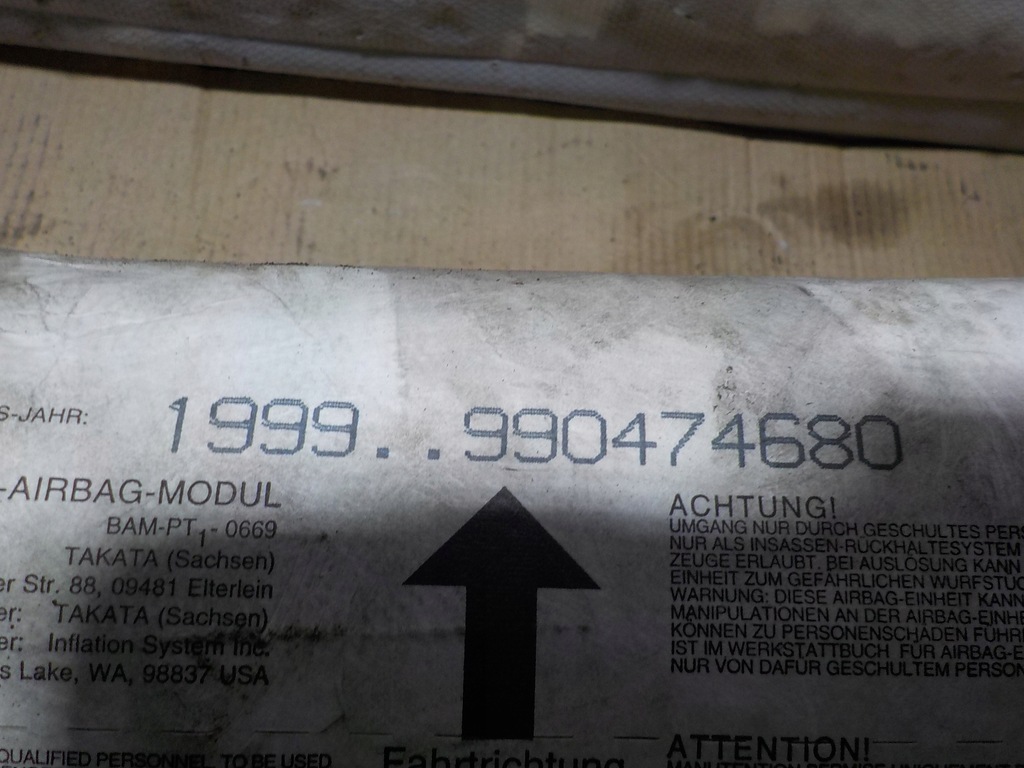 S-JAHR: 1999..990474680
-AIRBAG-MODUL
BAM-PT1- 0669
TAKATA (Sachsen)
er Str. 88, 09481 Elterlein
er: TAKATA (Sachsen)
er: Inflation System Inc.
s Lake, WA, 98837 USA
ACHTUNG!
UMGANG NUR DURCH GESCHULTES PERS
NUR ALS INSASSEN-RÜCKHALTESYSTEM
ZEUGE ERLAUBT. BEI AUSLÖSUNG KANN
EINHEIT ZUM GEFÄHRLICHEN WURFSTÜC
WARNUNG: DIESE AIRBAG-EINHEIT KANN
MANIPULATIONEN AN DER AIRBAG-EINHE
KÖNNEN ZU PERSONENSCHADEN FÜHR
IST IM WERKSTATTBUCH FÜR AIRBAG-E
NUR VON DAFÜR GESCHULTEM PERSON
QUALIFIED PERSONNEL. TO BE USED
Fahrtrichtung
ATTENTION!